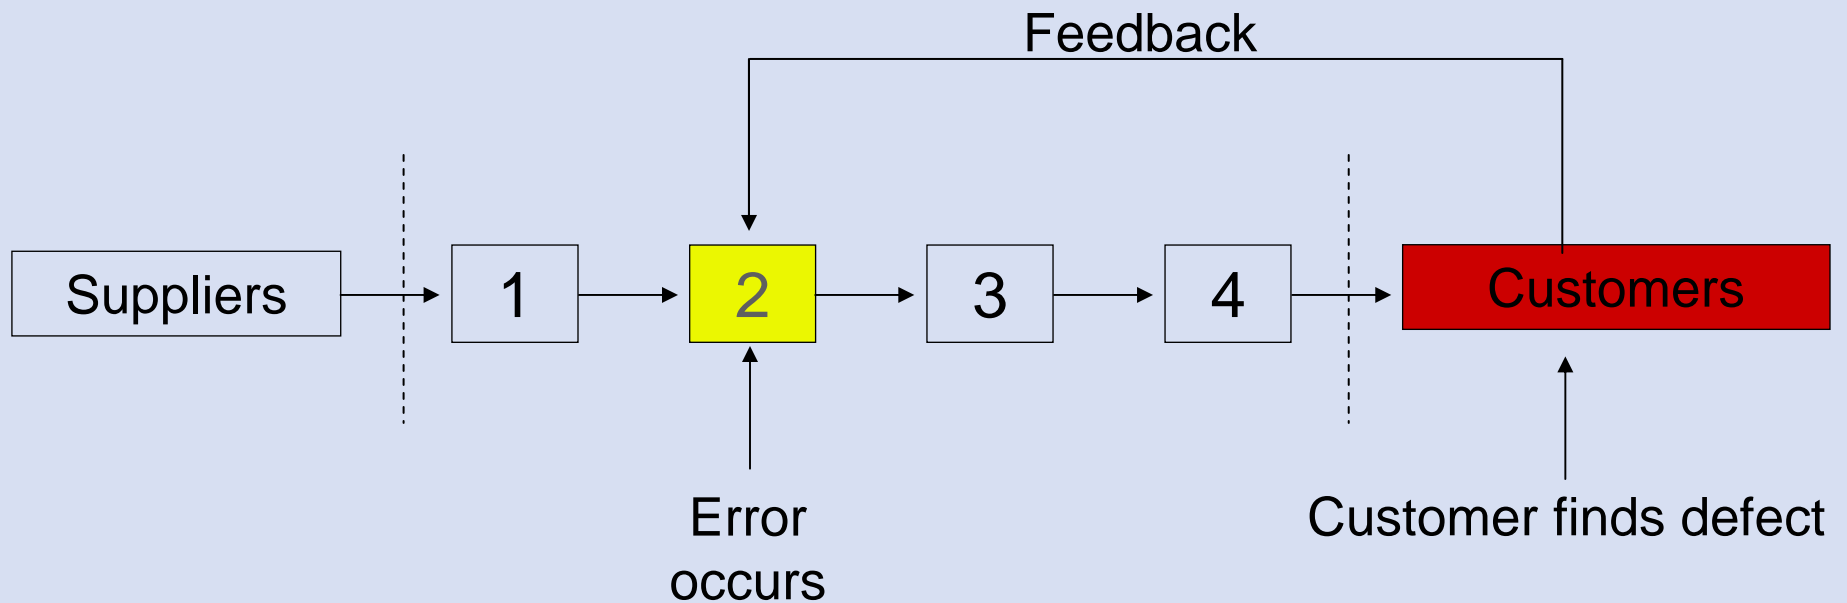 Feedback
Suppliers
1
2
3
4
Customers
Error
occurs
Customer finds defect